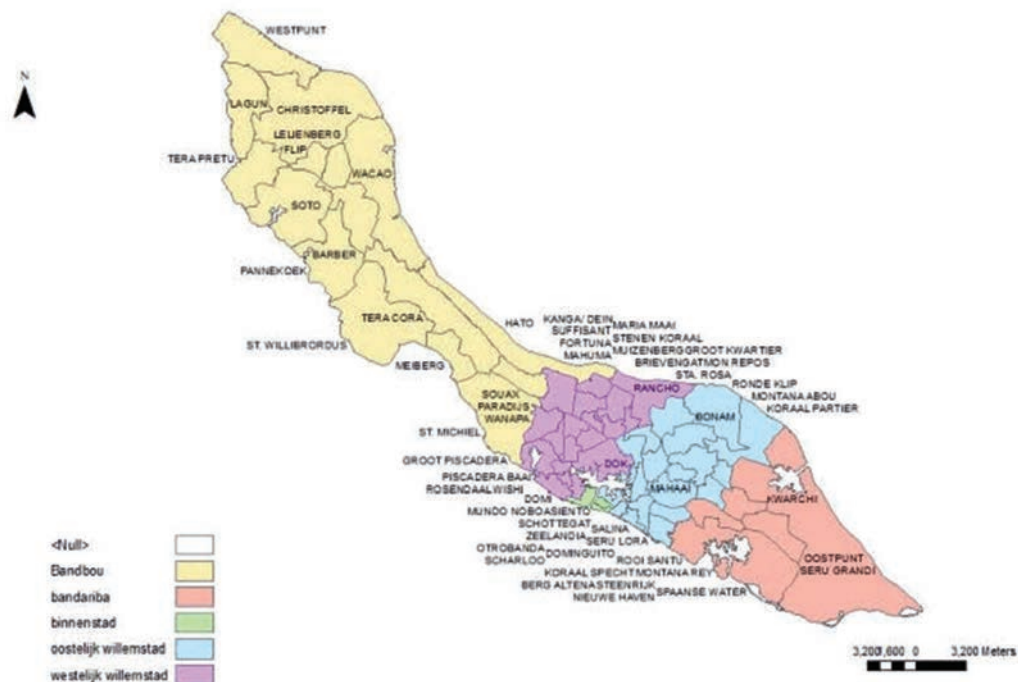 WESTPUNT
N
LAGUN
CHRISTOFFEL
LELIENBERG
FLIP
TERA PRETU
WACAO
SOTO
BARBER
PANNEKOEK
TERA CORA
HATO
KANGA/ DEIN
SUFFISANT
FORTUNA
MAHUMA
MARIA MAAI
STENEN KORAAL
MUIZENBERG GROOT KWARTIER
BRIEVENGAT MON REPOS
STA. ROSA
ST. WILLIBRORDUS
MEIBERG
RONDE KLIP
MONTANA ABOU
KORAAL PARTIER
SOUAX
PARADIJS
WANAPA
RANCHO
BONAM
ST. MICHIEL
GROOT PISCADERA
DOK
PISCADERA BAAI
ROSENDAAL WISHI
MAHAAI
KWARCHI
DOMI
MUNDO NOBO ASIENTO
SCHOTTEGAT
ZEELANDIA
SALINA
SERU LORA
OTROBANDA
SCHARLOO
DOMINGUITO
ROOI SANTU
KORAAL SPECHT MONTANA REY
BERG ALTENA STEENRIJK
NIEUWE HAVEN
SPAANSE WATER
OOSTPUNT
SERU GRANDI
<Null>
Bandbou
bandariba
binnenstad
oostelijk willemstad
westelijk willemstad
3,200 1,600 0 3,200 Meters